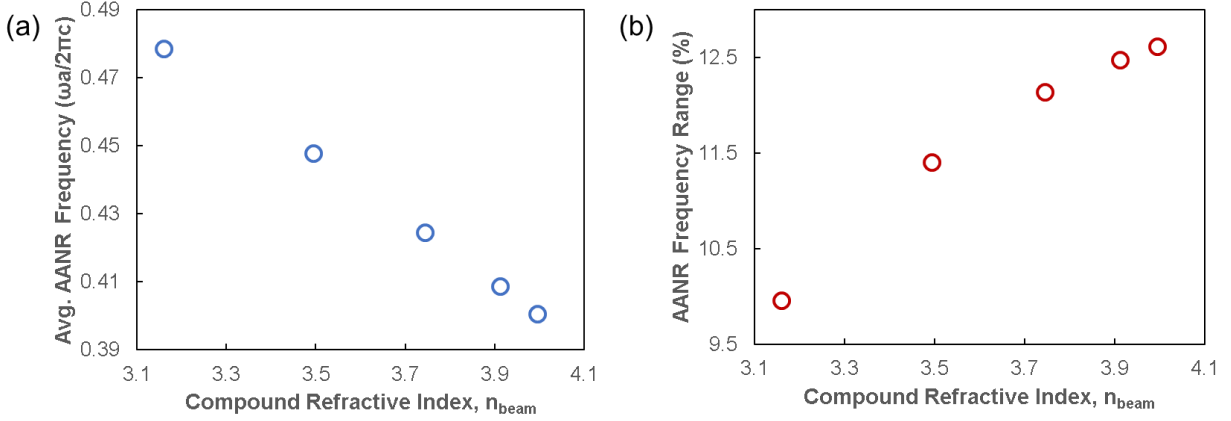 (a)
Avg. AANR Frequency (ωa/2πc)
0.49
0.47
0.45
0.43
0.41
0.39
3.1 3.3 3.5 3.7 3.9 4.1
Compound Refractive Index, n_beam
(b)
AANR Frequency Range (%)
12.5
11.5
10.5
9.5
3.1 3.3 3.5 3.7 3.9 4.1
Compound Refractive Index, n_beam